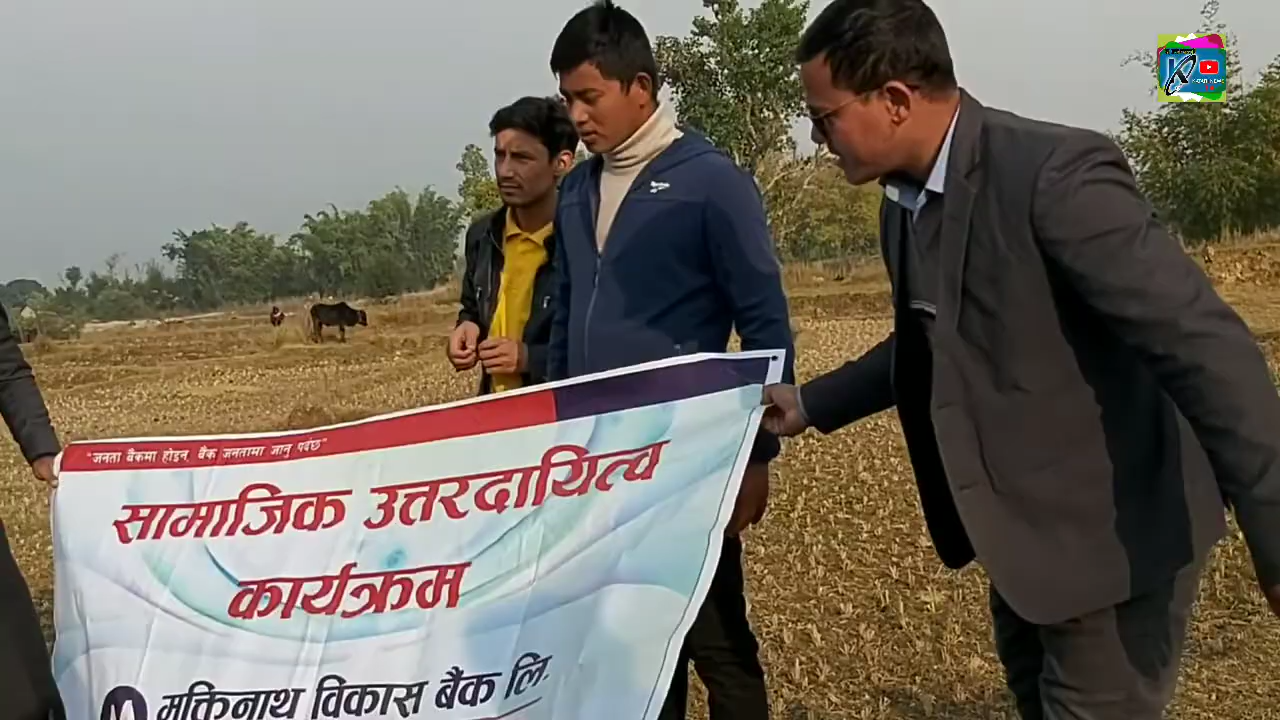 "जनता बैंकमा होइन, बैंक जनतामा जानु पर्दछ"
सामाजिक उत्तरदायित्व
कार्यक्रम
मुक्तिनाथ विकास बैंक लि.